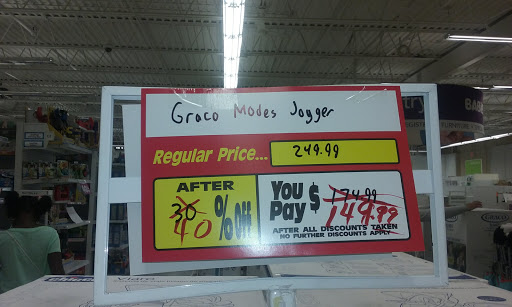 Graco Modes Jogger
Regular Price... 249.99
AFTER
30
40 % Off
YOU Pay $ 174.99
149.99
AFTER ALL DISCOUNTS TAKEN
NO FURTHER DISCOUNTS APPLY
BAB